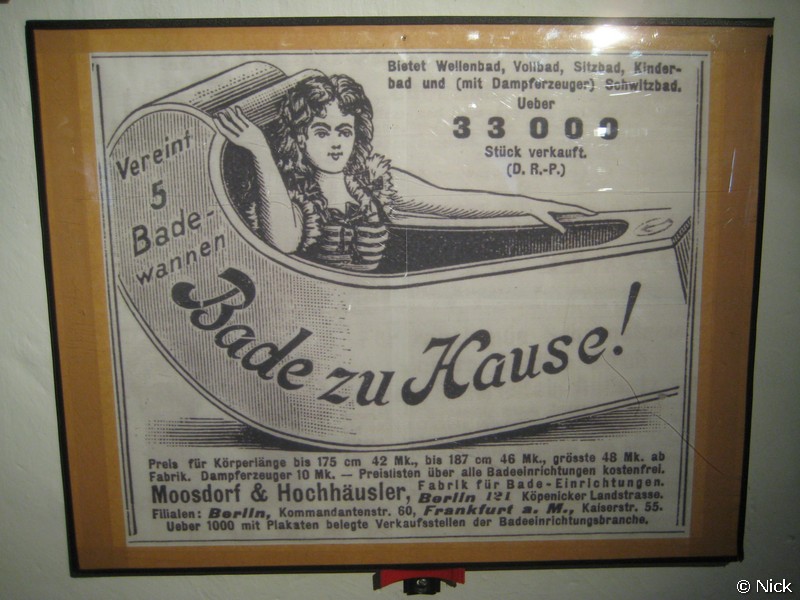 Bietet Wellenbad, Vollbad, Sitzbad, Kinder-
bad und (mit Dampferzeuger) Schwitzbad.
Ueber
33000
Stück verkauft.
(D. R.-P.)
Vereint
5
Bade-
wannen
Bade zu Hause!
Preis für Körperlänge bis 175 cm 42 Mk., bis 187 cm 46 Mk., grösste 48 Mk. ab
Fabrik. Dampferzeuger 10 Mk. — Preislisten über alle Badeeinrichtungen kostenfrei.
Moosdorf & Hochhäusler, Fabrik für Bade-Einrichtungen.
Berlin 121 Köpenicker Landstrasse.
Filialen: Berlin, Kommandantenstr. 60, Frankfurt a. M., Kaiserstr. 55.
Ueber 1000 mit Plakaten belegte Verkaufsstellen der Badeeinrichtungsbranche.
© Nick